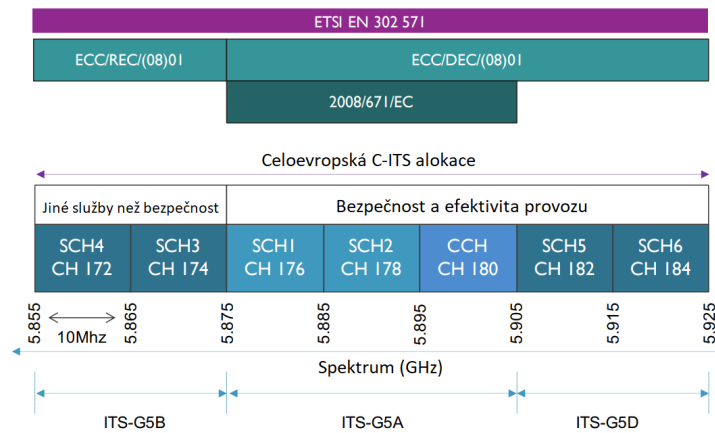 ETSI EN 302 571
ECC/REC/(08)01
ECC/DEC/(08)01
2008/671/EC
Celoevropská C-ITS alokace
Jiné služby než bezpečnost
Bezpečnost a efektivita provozu
SCH4
CH 172
SCH3
CH 174
SCH1
CH 176
SCH2
CH 178
CCH
CH 180
SCH5
CH 182
SCH6
CH 184
5.855
10Mhz
5.865
5.875
5.885
5.895
5.905
5.915
5.925
Spektrum (GHz)
ITS-G5B
ITS-G5A
ITS-G5D